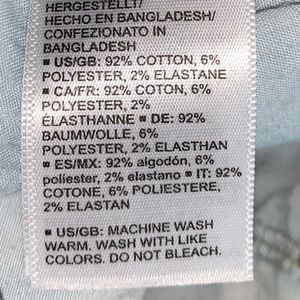 HERGESTELLT/
HECHO EN BANGLADESH/
CONFEZIONATO IN
BANGLADESH
▪ US/GB: 92% COTTON, 6%
POLYESTER, 2% ELASTANE
▪ CA/FR: 92% COTON, 6%
POLYESTER, 2%
ÉLASTHANNE ▪ DE: 92%
BAUMWOLLE, 6%
POLYESTER, 2% ELASTHAN
▪ ES/MX: 92% algodón, 6%
poliester, 2% elastano ▪ IT: 92%
COTONE, 6% POLIESTERE,
2% ELASTAN
▪ US/GB: MACHINE WASH
WARM. WASH WITH LIKE
COLORS. DO NOT BLEACH.